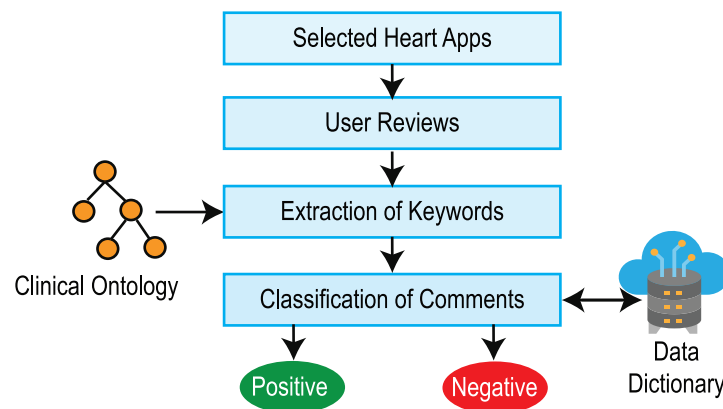 Selected Heart Apps
User Reviews
Extraction of Keywords
Clinical Ontology
Classification of Comments
Data
Dictionary
Positive
Negative